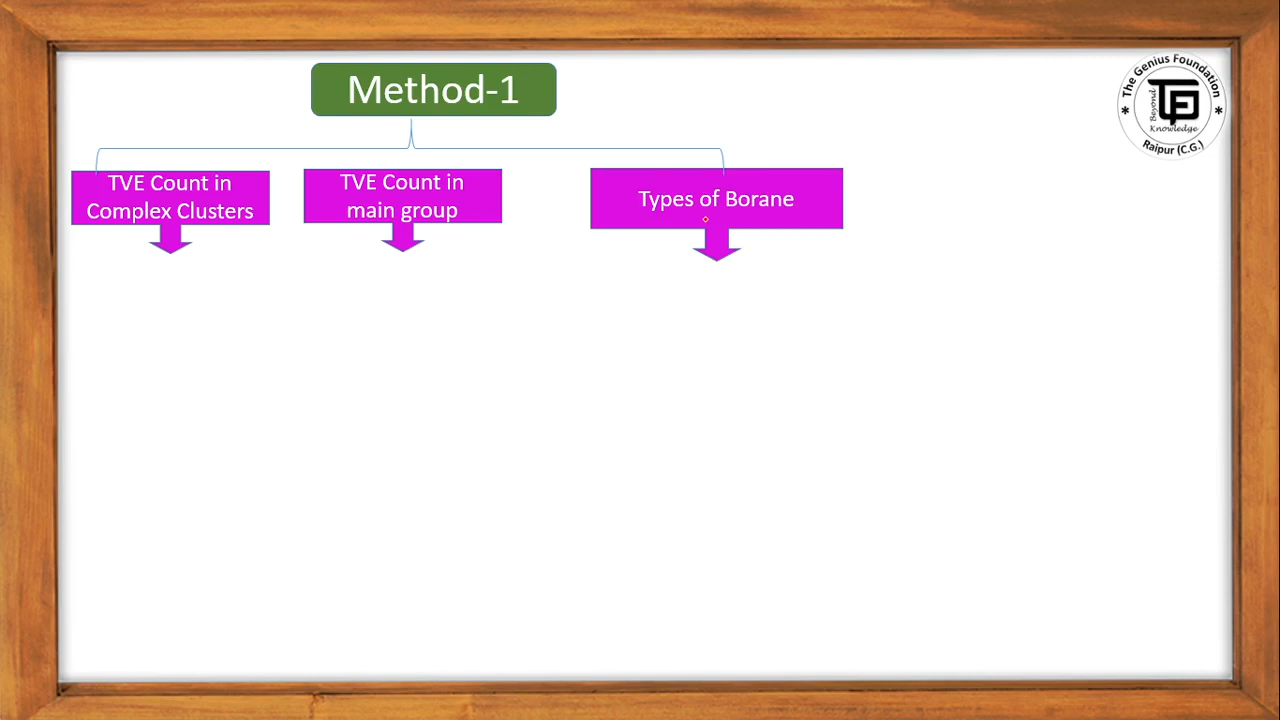 Method-1
TVE Count in
Complex Clusters
TVE Count in
main group
Types of Borane
The Genius Foundation
Beyond
Knowledge
* Raipur (C.G.) *